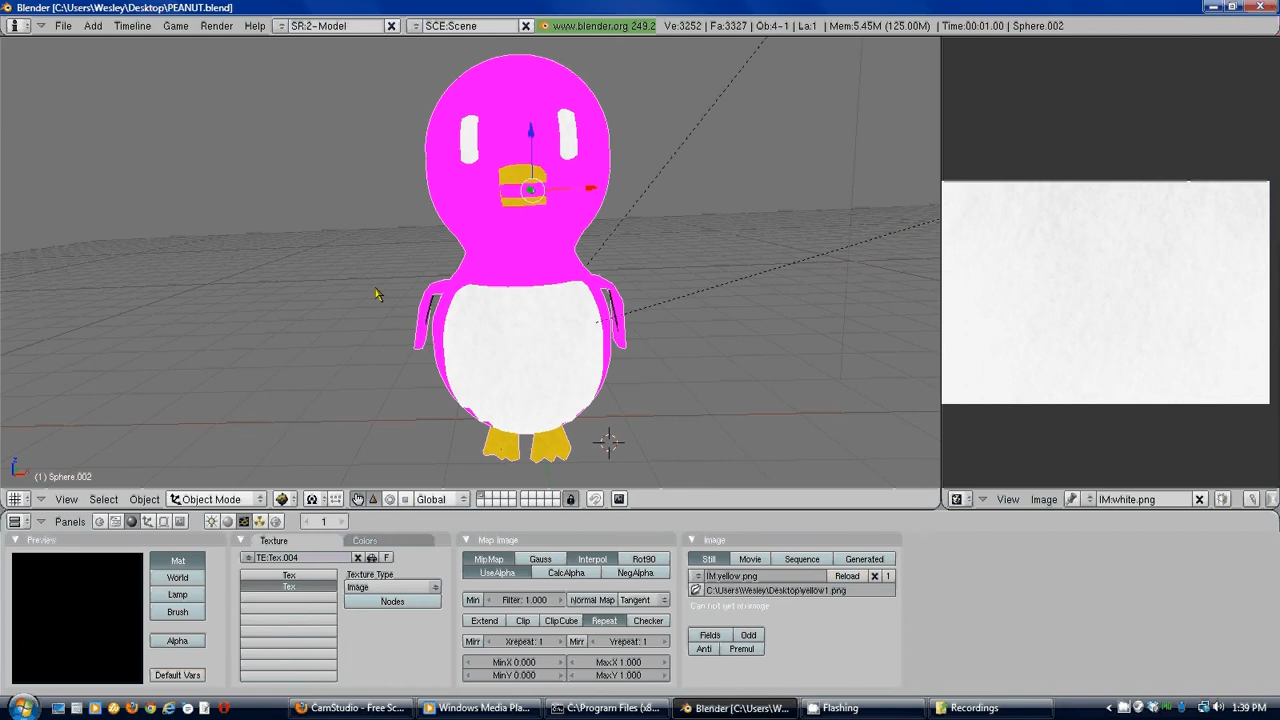 Blender [C:\Users\Wesley\Desktop\PEANUT.blend]
File Add Timeline Game Render Help SR:2-Model SCE:Scene www.blender.org 249.2 Ve:3252 | Fa:3327 | Ob:4-1 | La:1 | Mem:5.45M (125.00M) | Time:00:01.00 | Sphere.002
(1) Sphere.002
View Select Object Object Mode Global View Image IM:white.png
Panels 1
Preview Texture Colors Map Image Image
Mat TE:Tex.004 F MipMap Gauss Interpol Rot90 Still Movie Sequence Generated
World Tex Texture Type UseAlpha CalcAlpha NegAlpha IM:yellow.png Reload 1
Lamp Tex Image Min Filter: 1.000 Normal Map Tangent C:\Users\Wesley\Desktop\yellow1.png
Brush Nodes Can not get an image
Extend Clip ClipCube Repeat Checker
Alpha Mirr Xrepeat: 1 Mirr Yrepeat: 1 Fields Odd
Anti Premul
MinX 0.000 MaxX 1.000
Default Vars MinY 0.000 MaxY 1.000
CamStudio - Free Sc... Windows Media Pla... C:\Program Files (x8... Blender [C:\Users\W... Flashing Recordings 1:39 PM